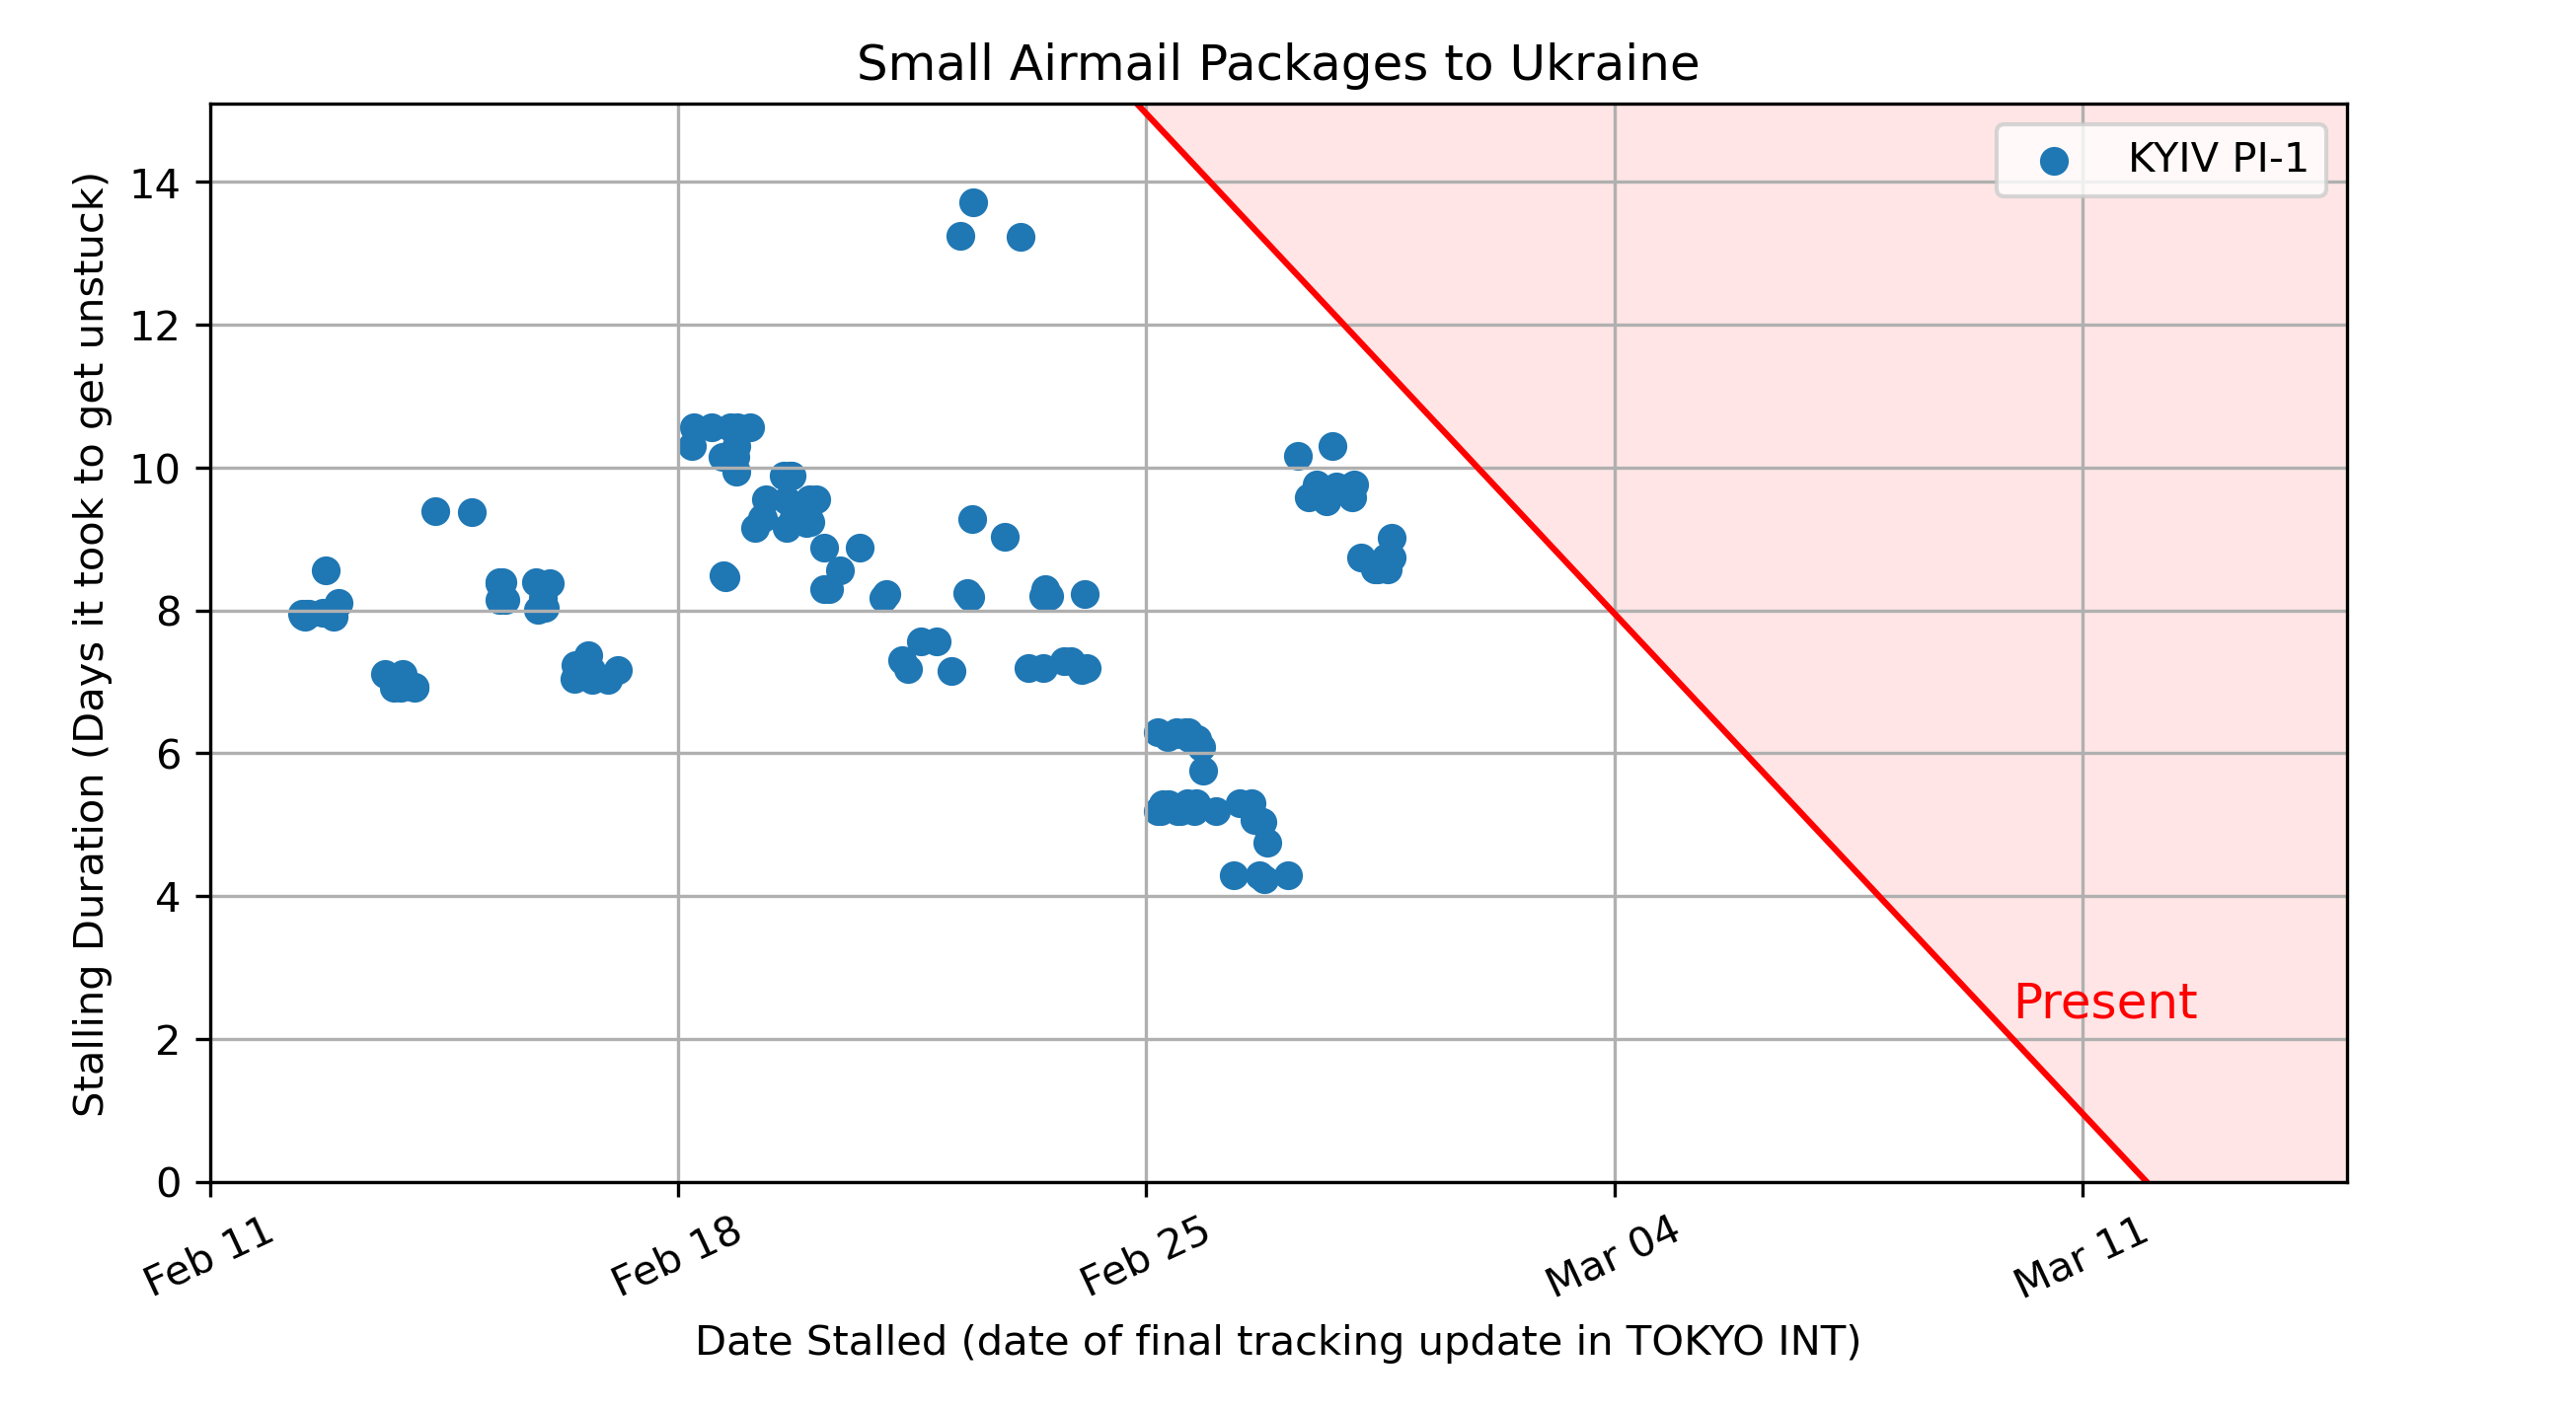 Small Airmail Packages to Ukraine
KYIV PI-1
Stalling Duration (Days it took to get unstuck)
14
12
10
8
6
4
2
0
Present
Feb 11
Feb 18
Feb 25
Mar 04
Mar 11
Date Stalled (date of final tracking update in TOKYO INT)